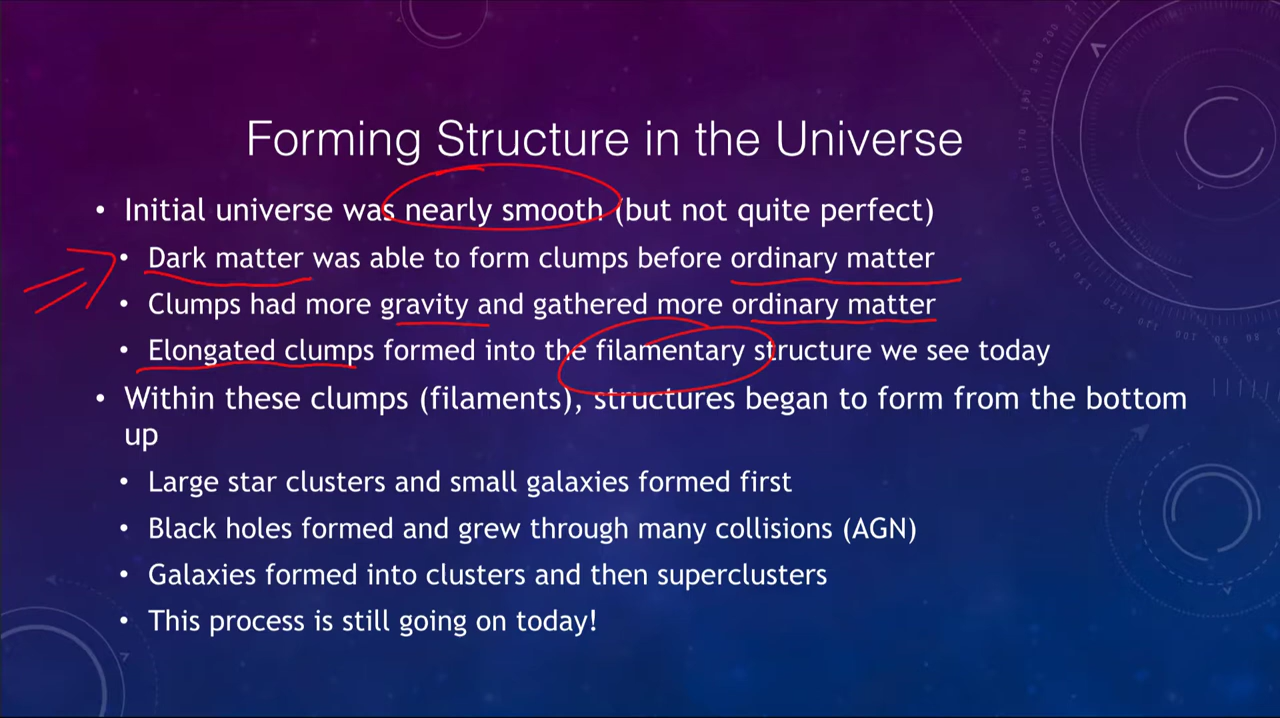 Forming Structure in the Universe
• Initial universe was nearly smooth (but not quite perfect)
• Dark matter was able to form clumps before ordinary matter
• Clumps had more gravity and gathered more ordinary matter
• Elongated clumps formed into the filamentary structure we see today
• Within these clumps (filaments), structures began to form from the bottom
up
• Large star clusters and small galaxies formed first
• Black holes formed and grew through many collisions (AGN)
• Galaxies formed into clusters and then superclusters
• This process is still going on today!